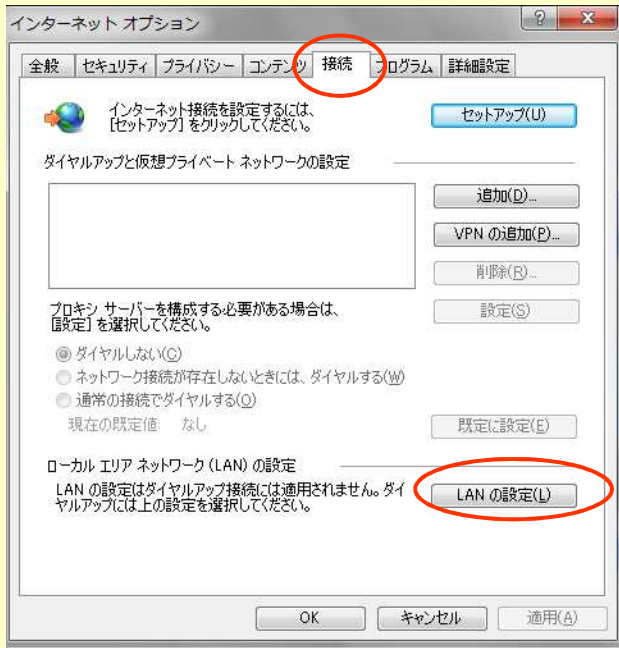 インターネット オプション
全般 セキュリティ プライバシー コンテンツ 接続 プログラム 詳細設定
インターネット接続を設定するには、
[セットアップ] をクリックしてください。
セットアップ(U)
ダイヤルアップと仮想プライベート ネットワークの設定
追加(D)...
VPN の追加(P)...
削除(R)...
プロキシ サーバーを構成する必要がある場合は、
[設定] を選択してください。
設定(S)
ダイヤルしない(C)
ネットワーク接続が存在しないときには、ダイヤルする(W)
通常の接続でダイヤルする(O)
現在の既定値: なし
既定に設定(E)
ローカル エリア ネットワーク (LAN) の設定
LAN の設定はダイヤルアップ接続には適用されません。ダイ
ヤルアップには上の設定を選択してください。
LAN の設定(L)
OK キャンセル 適用(A)